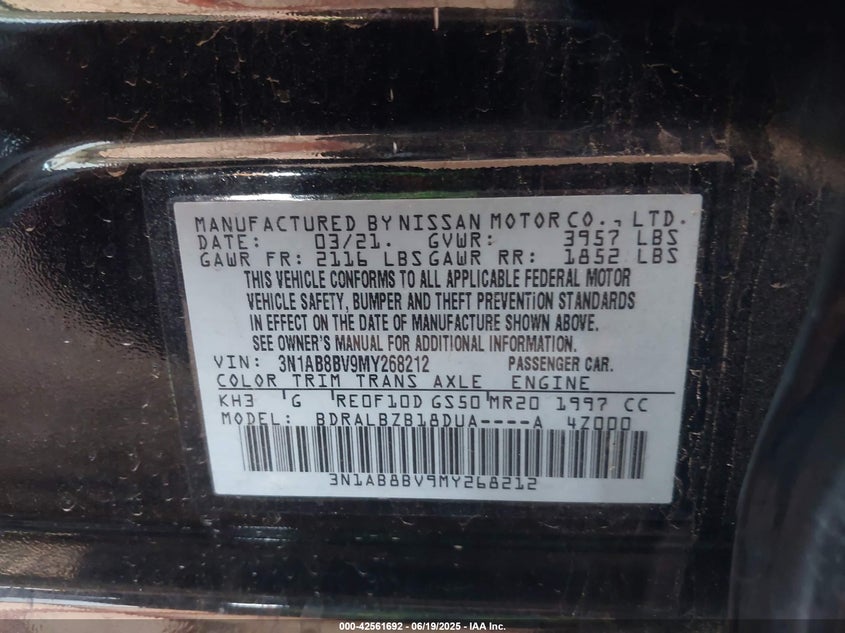 MANUFACTURED BY NISSAN MOTOR CO., LTD.
DATE: 03/21. GVWR: 3957 LBS
GAWR FR: 2116 LBS GAWR RR: 1852 LBS
THIS VEHICLE CONFORMS TO ALL APPLICABLE FEDERAL MOTOR
VEHICLE SAFETY, BUMPER AND THEFT PREVENTION STANDARDS
IN EFFECT ON THE DATE OF MANUFACTURE SHOWN ABOVE.
SEE OWNER'S MANUAL FOR ADDITIONAL INFORMATION.
VIN: 3N1AB8BV9MY268212 PASSENGER CAR.
COLOR TRIM TRANS AXLE ENGINE
KH3 G RE0F10D GS50 MR20 1997 CC
MODEL: BDRALBZB18DUA----A 4Z000
3N1AB8BV9MY268212
000-42561692 - 06/19/2025 - IAA Inc.